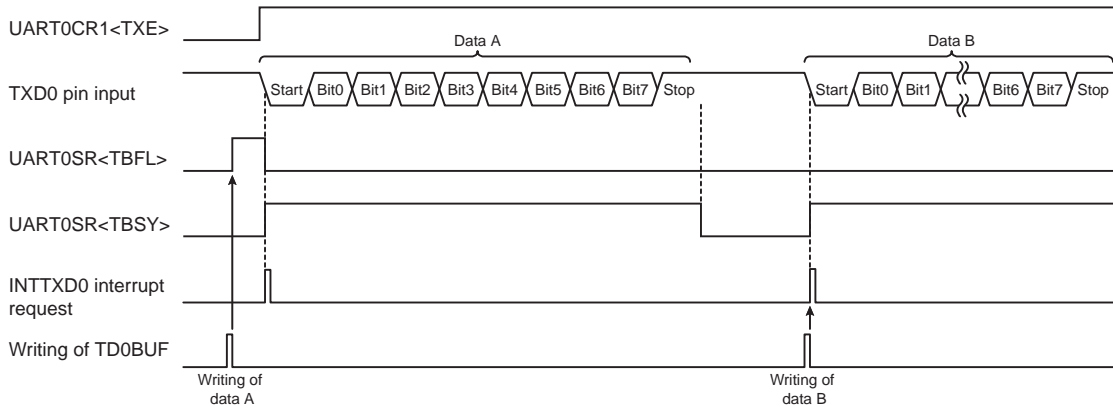 UART0CR1<TXE>
Data A
Data B
TXD0 pin input
Start Bit0 Bit1 Bit2 Bit3 Bit4 Bit5 Bit6 Bit7 Stop
Start Bit0 Bit1 Bit6 Bit7 Stop
UART0SR<TBFL>
UART0SR<TBSY>
INTTXD0 interrupt
request
Writing of TD0BUF
Writing of
data A
Writing of
data B